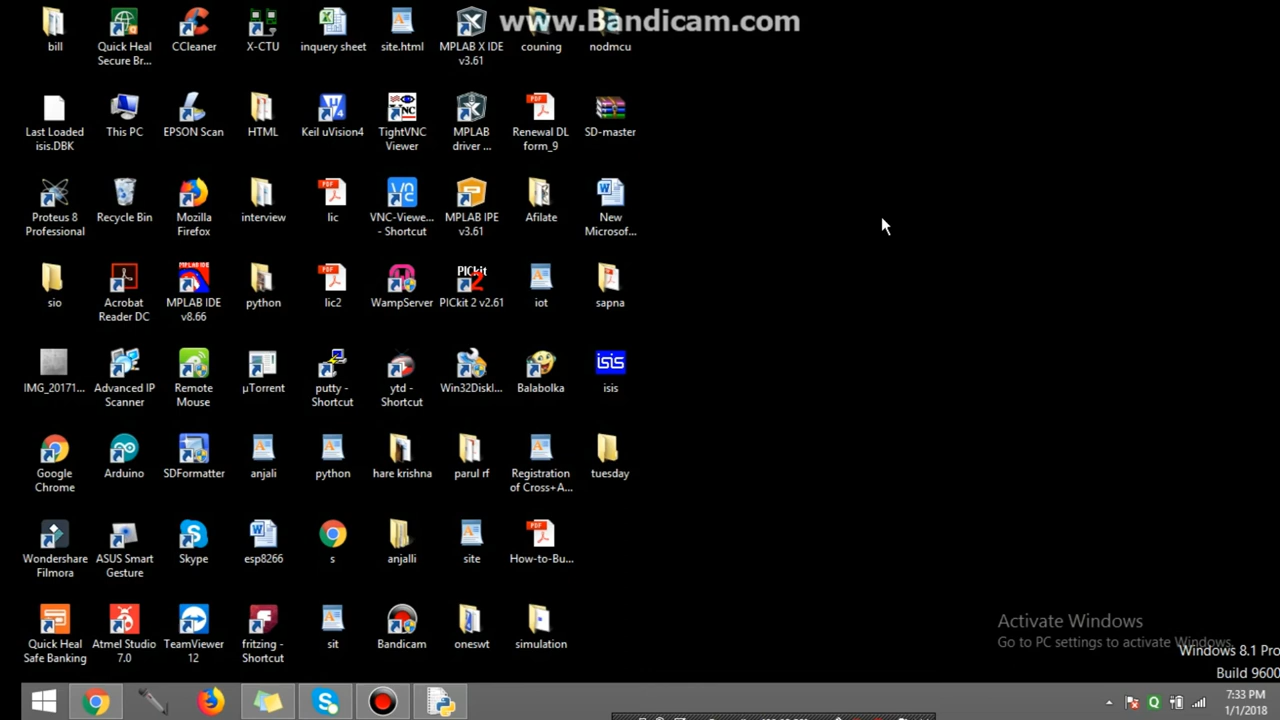 www.Bandicam.com
bill
Quick Heal
Secure Br...
CCleaner
X-CTU
inquery sheet
site.html
MPLAB X IDE
v3.61
couning
nodmcu
Last Loaded
isis.DBK
This PC
EPSON Scan
HTML
Keil uVision4
TightVNC
Viewer
MPLAB
driver ...
Renewal DL
form_9
SD-master
Proteus 8
Professional
Recycle Bin
Mozilla
Firefox
interview
lic
VNC-Viewe...
- Shortcut
MPLAB IPE
v3.61
Afilate
New
Microsof...
sio
Acrobat
Reader DC
MPLAB IDE
v8.66
python
lic2
WampServer
PICkit 2 v2.61
iot
sapna
IMG_20171...
Advanced IP
Scanner
Remote
Mouse
µTorrent
putty -
Shortcut
ytd -
Shortcut
Win32DiskI...
Balabolka
isis
isis
Google
Chrome
Arduino
SDFormatter
anjali
python
hare krishna
parul rf
Registration
of Cross+A...
tuesday
Wondershare
Filmora
ASUS Smart
Gesture
Skype
esp8266
s
anjalli
site
How-to-Bu...
Quick Heal
Safe Banking
Atmel Studio
7.0
TeamViewer
12
fritzing -
Shortcut
sit
Bandicam
oneswt
simulation
Activate Windows
Go to PC settings to activate Windows.
Windows 8.1 Pro
Build 9600
7:33 PM
1/1/2018